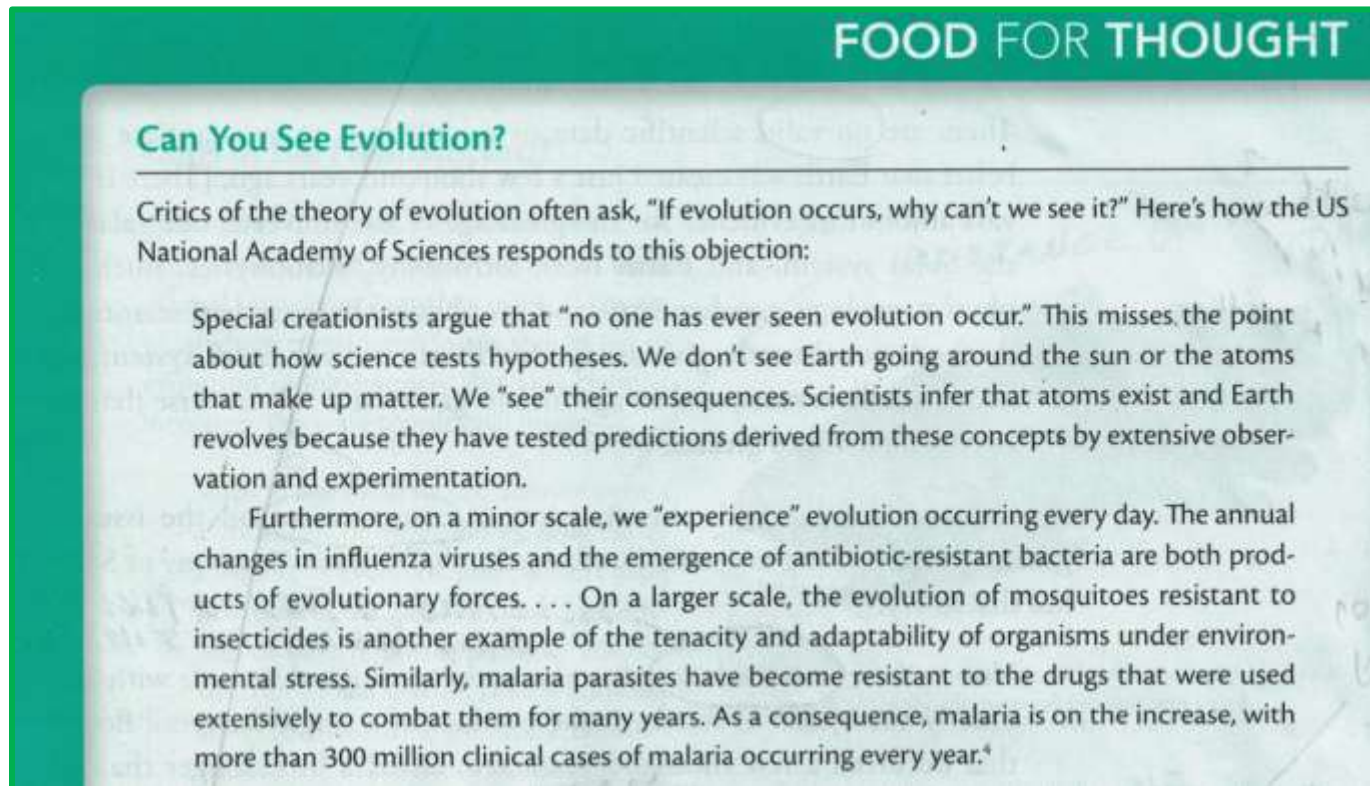 FOOD FOR THOUGHT
Can You See Evolution?
Critics of the theory of evolution often ask, "If evolution occurs, why can't we see it?" Here's how the US
National Academy of Sciences responds to this objection:
Special creationists argue that "no one has ever seen evolution occur." This misses the point
about how science tests hypotheses. We don't see Earth going around the sun or the atoms
that make up matter. We "see" their consequences. Scientists infer that atoms exist and Earth
revolves because they have tested predictions derived from these concepts by extensive obser-
vation and experimentation.
Furthermore, on a minor scale, we "experience" evolution occurring every day. The annual
changes in influenza viruses and the emergence of antibiotic-resistant bacteria are both prod-
ucts of evolutionary forces. . . . On a larger scale, the evolution of mosquitoes resistant to
insecticides is another example of the tenacity and adaptability of organisms under environ-
mental stress. Similarly, malaria parasites have become resistant to the drugs that were used
extensively to combat them for many years. As a consequence, malaria is on the increase, with
more than 300 million clinical cases of malaria occurring every year.⁴